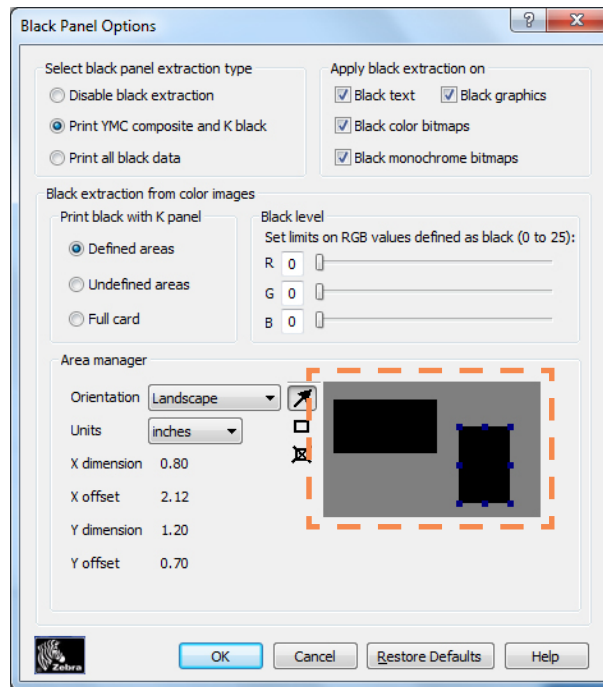 Black Panel Options
Select black panel extraction type
Disable black extraction
Print YMC composite and K black
Print all black data
Apply black extraction on
Black text Black graphics
Black color bitmaps
Black monochrome bitmaps
Black extraction from color images
Print black with K panel
Defined areas
Undefined areas
Full card
Black level
Set limits on RGB values defined as black (0 to 25):
R 0
G 0
B 0
Area manager
Orientation Landscape
Units inches
X dimension 0.80
X offset 2.12
Y dimension 1.20
Y offset 0.70
Zebra
OK Cancel Restore Defaults Help